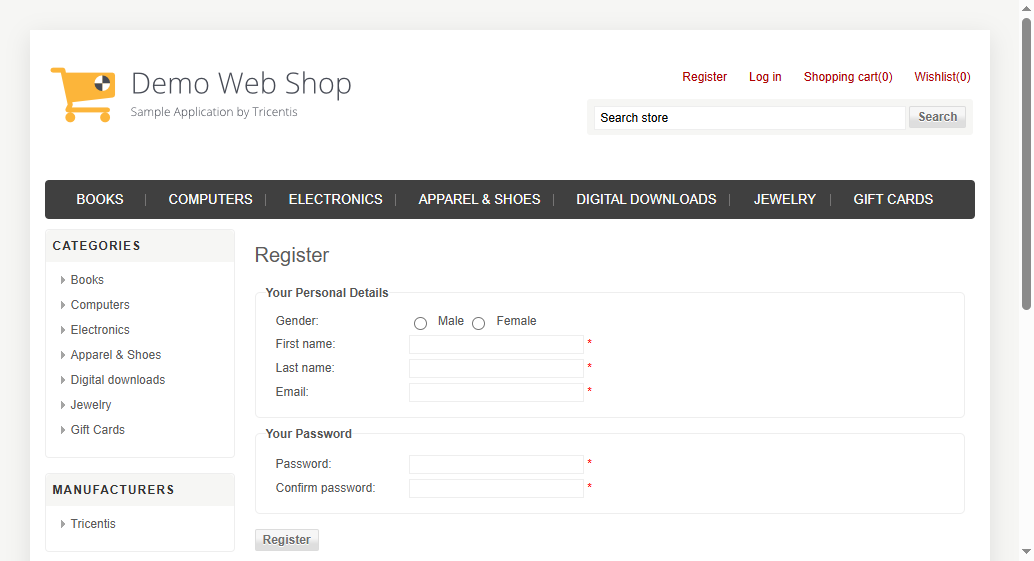 Demo Web Shop
Sample Application by Tricentis
Register Log in Shopping cart(0) Wishlist(0)
Search store Search
BOOKS COMPUTERS ELECTRONICS APPAREL & SHOES DIGITAL DOWNLOADS JEWELRY GIFT CARDS
CATEGORIES
Books
Computers
Electronics
Apparel & Shoes
Digital downloads
Jewelry
Gift Cards
MANUFACTURERS
Tricentis
Register
Your Personal Details
Gender: Male Female
First name: *
Last name: *
Email: *
Your Password
Password: *
Confirm password: *
Register